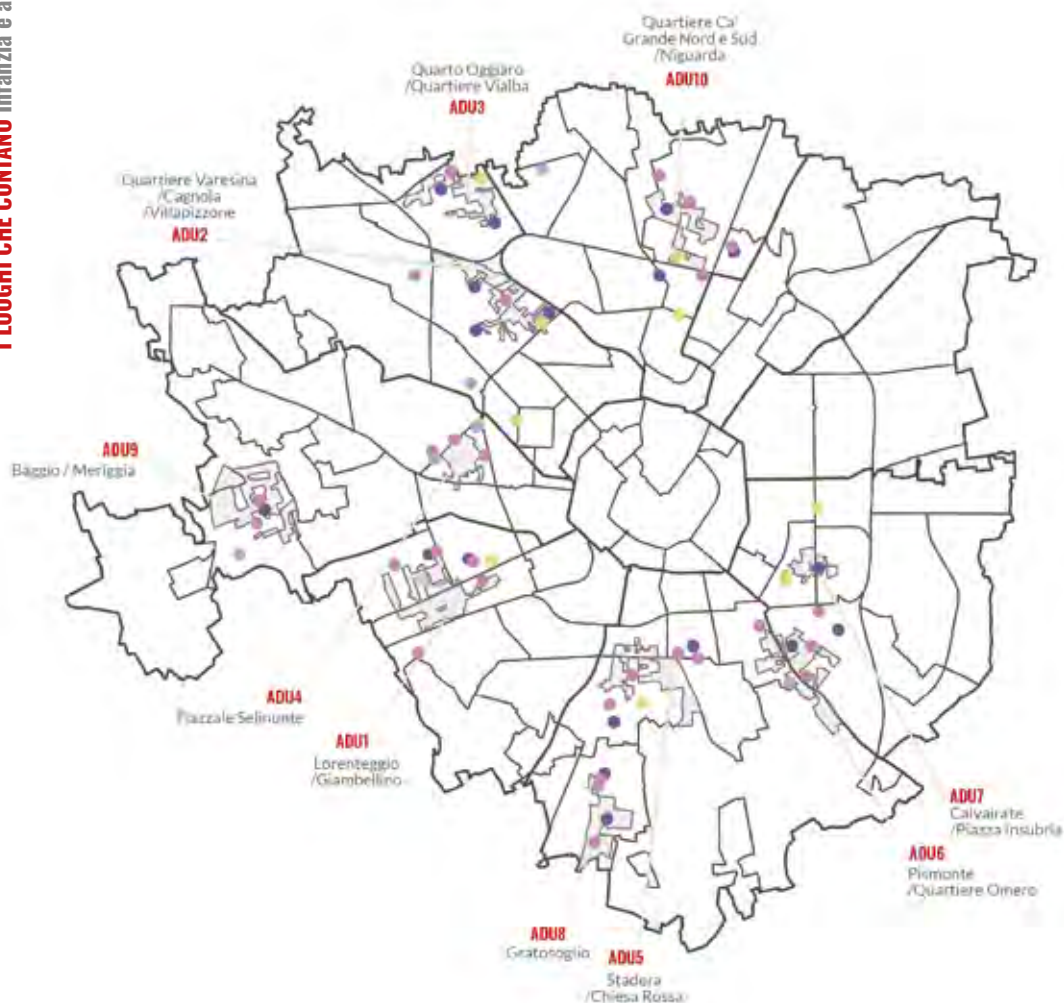 I LUOGHI CHE CONTANO Infanzia e a
Quartiere Ca'
Grande Nord e Sud
/Niguarda
ADU10
Quarto Oggiaro
/Quartiere Vialba
ADU3
Quartiere Varesina
/Cagnola
/Villapizzone
ADU2
ADU9
Baggio / Meriggia
ADU4
Piazzale Selinunte
ADU1
Lorenteggio
/Giambellino
ADU7
Calvairate
/Piazza Insubria
ADU6
Piomonte
/Quartiere Omero
ADU8
Gratosoglio
ADU5
Stadera
/Chiesa Rossa